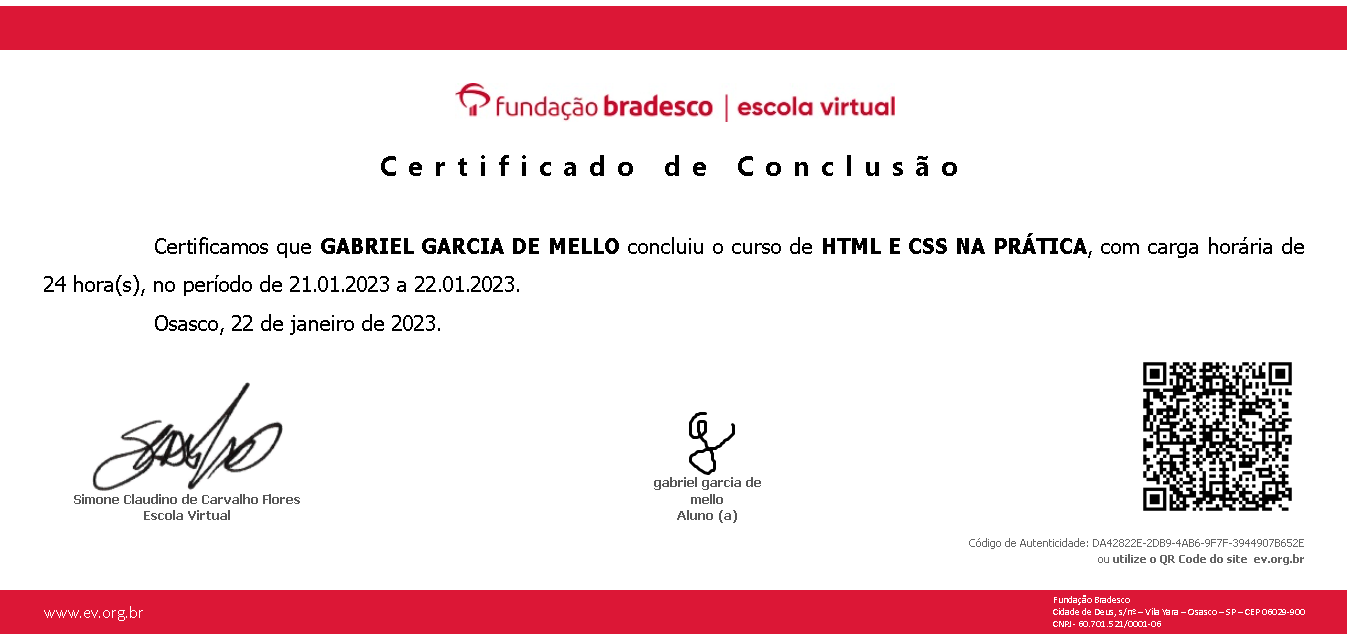 fundação bradesco | escola virtual
Certificado de Conclusão
Certificamos que GABRIEL GARCIA DE MELLO concluiu o curso de HTML E CSS NA PRÁTICA, com carga horária de
24 hora(s), no período de 21.01.2023 a 22.01.2023.
Osasco, 22 de janeiro de 2023.
Simone Claudino de Carvalho Flores
Escola Virtual
gabriel garcia de
mello
Aluno (a)
Código de Autenticidade: DA42822E-2DB9-4AB6-9F7F-3944907B652E
ou utilize o QR Code do site ev.org.br
www.ev.org.br
Fundação Bradesco
Cidade de Deus, s/nº – Vila Yara – Osasco – SP – CEP 06029-900
CNPJ - 60.701.521/0001-06